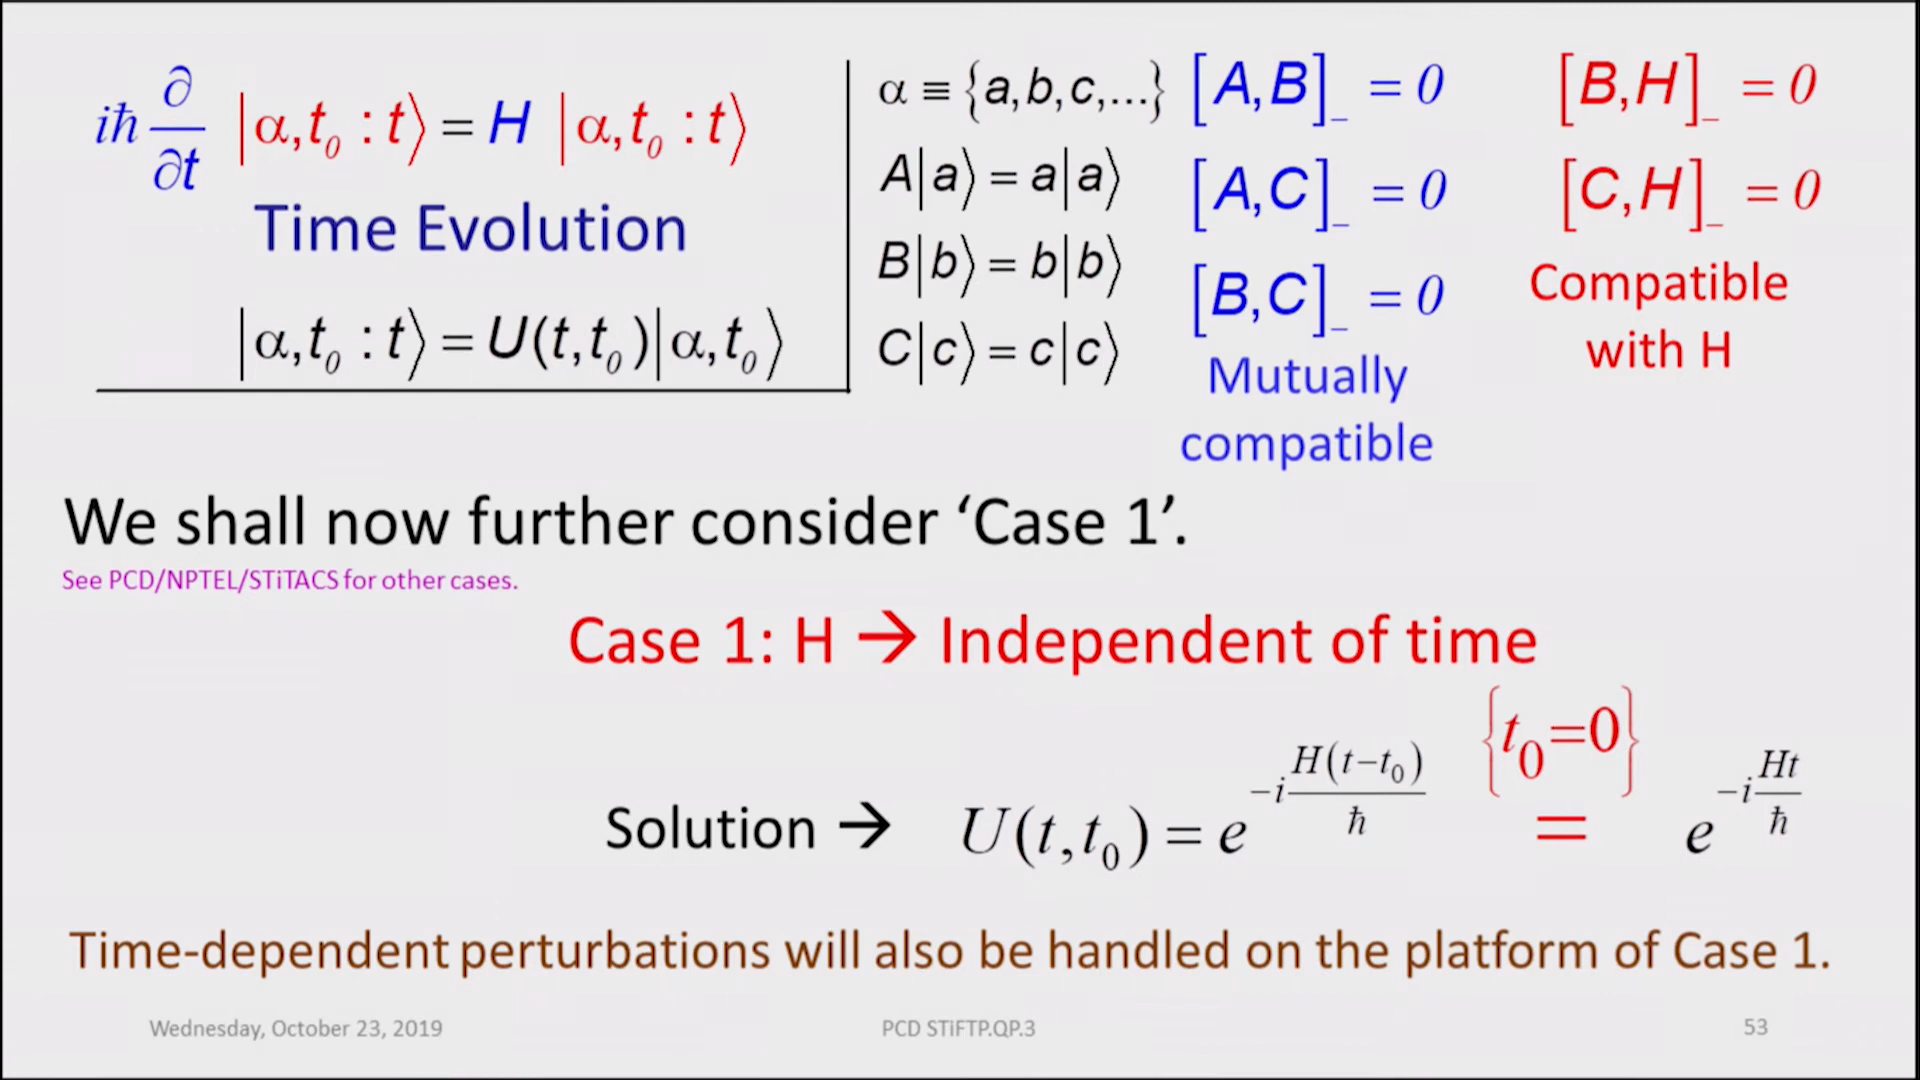 iħ ∂/∂t |α,t₀ : t⟩ = H |α,t₀ : t⟩
Time Evolution
|α,t₀ : t⟩ = U(t,t₀)|α,t₀⟩
α ≡ {a,b,c,...}
A|a⟩ = a|a⟩
B|b⟩ = b|b⟩
C|c⟩ = c|c⟩
[A,B]₋ = 0
[A,C]₋ = 0
[B,C]₋ = 0
Mutually
compatible
[B,H]₋ = 0
[C,H]₋ = 0
Compatible
with H
We shall now further consider ‘Case 1’.
See PCD/NPTEL/STiTACS for other cases.
Case 1: H → Independent of time
Solution → U(t,t₀) = e^{-i H(t−t₀)/ħ} {t₀=0} = e^{-i Ht/ħ}
Time-dependent perturbations will also be handled on the platform of Case 1.
Wednesday, October 23, 2019
PCD STiFTP.QP.3
53